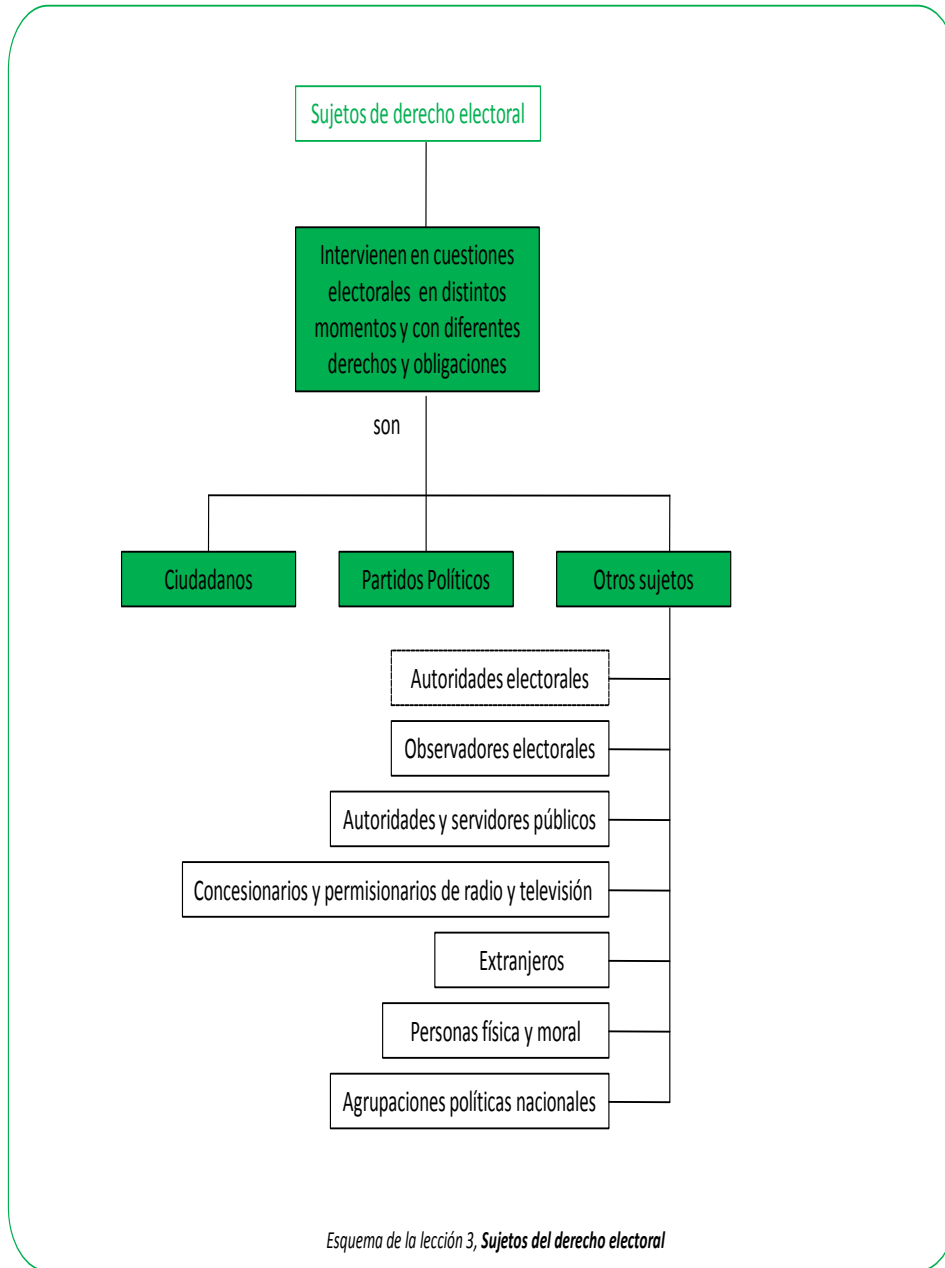 Sujetos de derecho electoral
Intervienen en cuestiones
electorales en distintos
momentos y con diferentes
derechos y obligaciones
son
Ciudadanos
Partidos Políticos
Otros sujetos
Autoridades electorales
Observadores electorales
Autoridades y servidores públicos
Concesionarios y permisionarios de radio y televisión
Extranjeros
Personas física y moral
Agrupaciones políticas nacionales
Esquema de la lección 3, Sujetos del derecho electoral